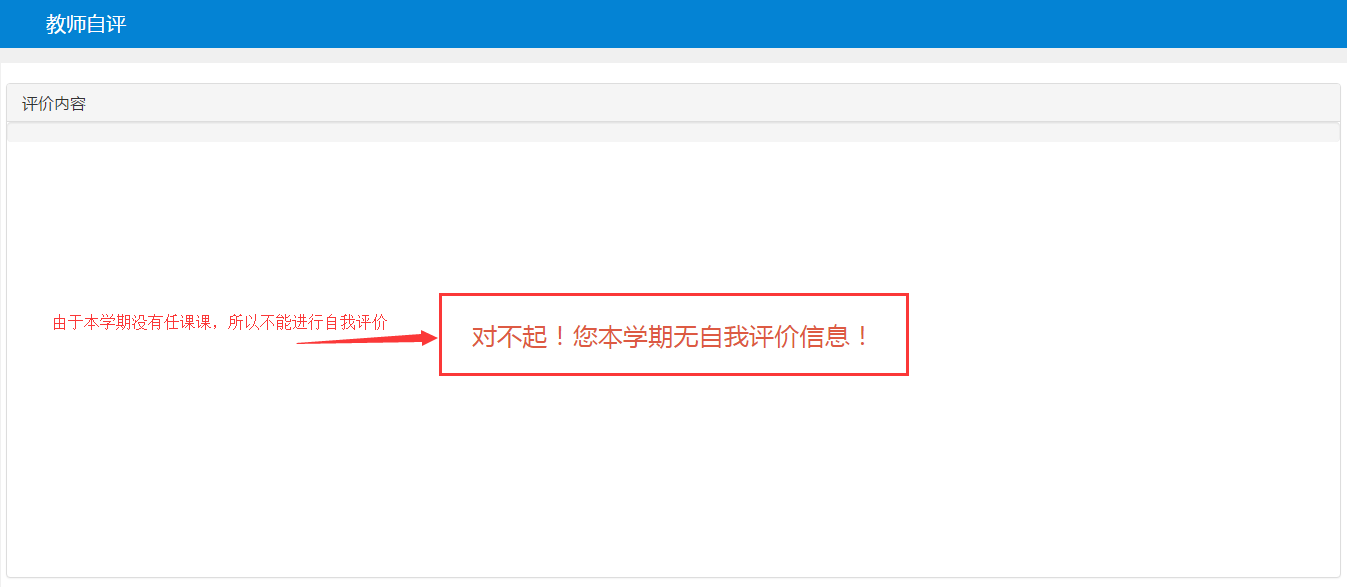 教师自评
评价内容
由于本学期没有任课课，所以不能进行自我评价
对不起！您本学期无自我评价信息！